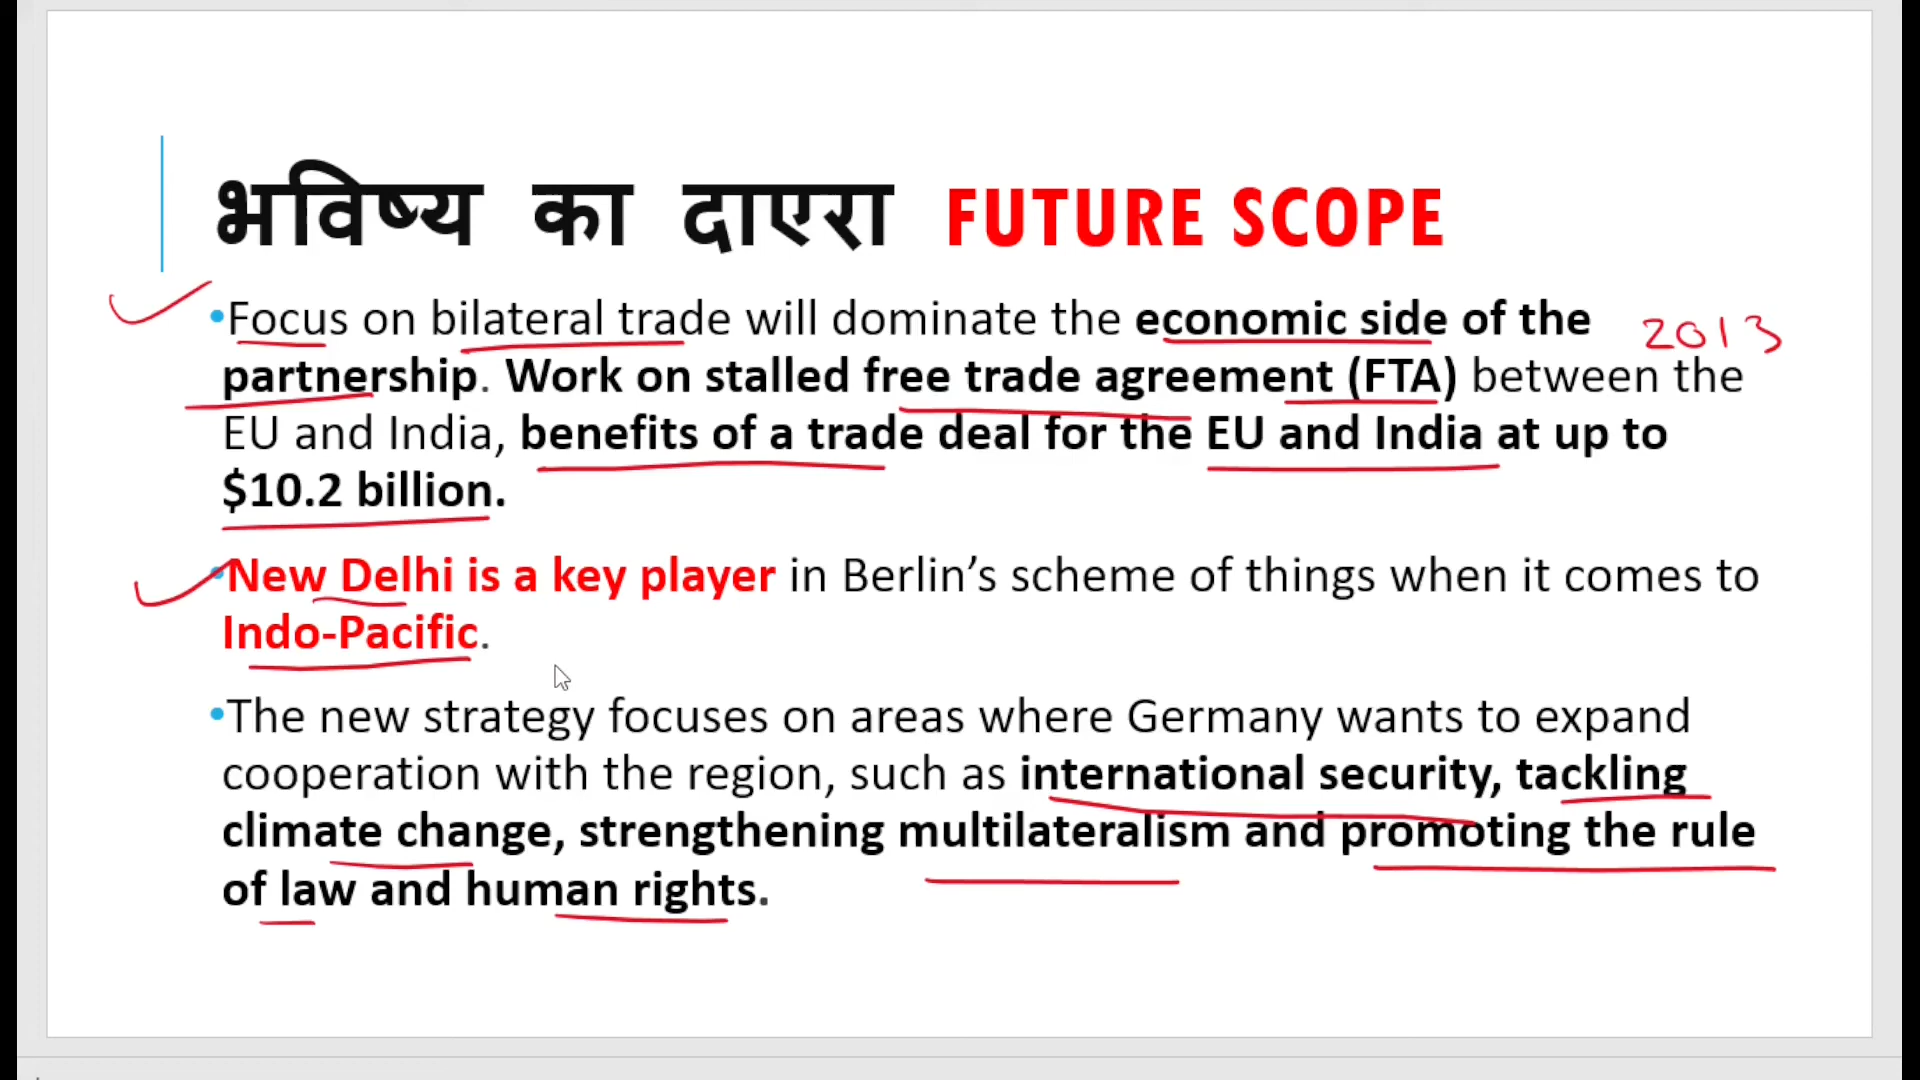 भविष्य का दाएरा FUTURE SCOPE
•Focus on bilateral trade will dominate the economic side of the
2013
partnership. Work on stalled free trade agreement (FTA) between the
EU and India, benefits of a trade deal for the EU and India at up to
$10.2 billion.
•New Delhi is a key player in Berlin’s scheme of things when it comes to
Indo-Pacific.
•The new strategy focuses on areas where Germany wants to expand
cooperation with the region, such as international security, tackling
climate change, strengthening multilateralism and promoting the rule
of law and human rights.